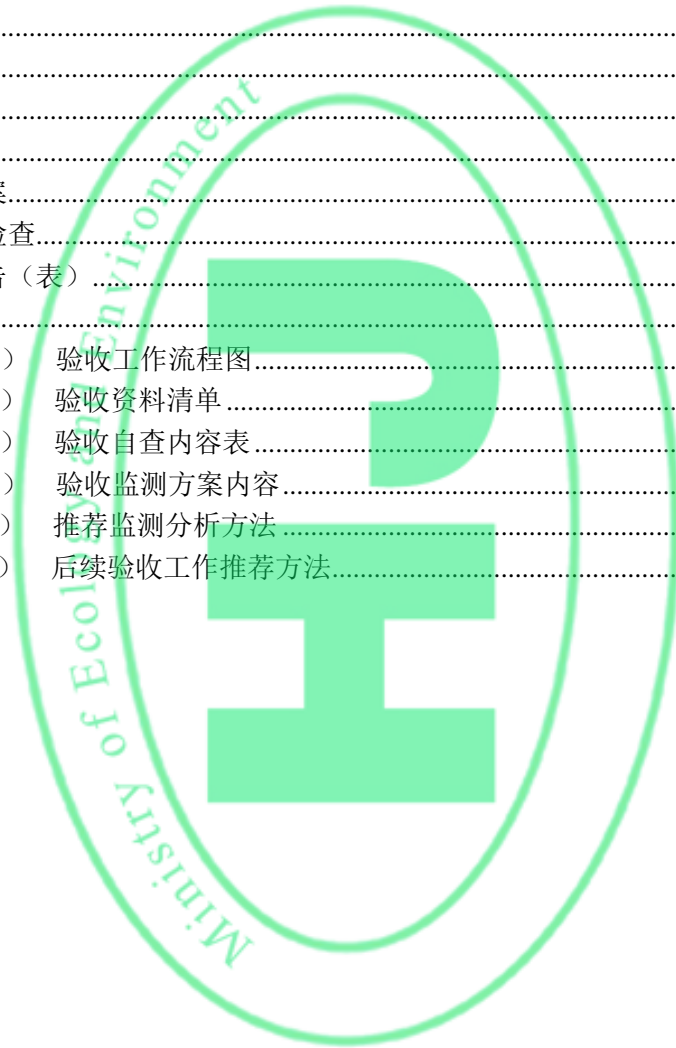 ..........................................................................
..........................................................................
..........................................................................
..........................................................................
案..........................................................................
检查..........................................................................
告（表）..........................................................................
..........................................................................
） 验收工作流程图..........................................................................
） 验收资料清单..........................................................................
） 验收自查内容表..........................................................................
） 验收监测方案内容..........................................................................
） 推荐监测分析方法..........................................................................
） 后续验收工作推荐方法..........................................................................
Ministry of Ecology and Environment
HJ